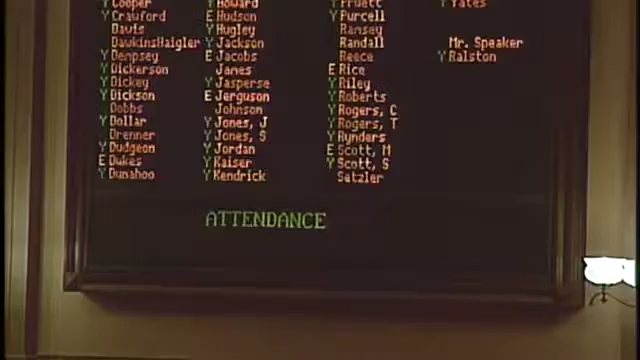 Y Cooper
Y Crawford
Davis
DawkinsHaigler
Y Dempsey
Y Dickerson
Y Dickey
Y Dickson
Dobbs
Y Dollar
Drenner
Y Dudgeon
E Dukes
Y Dunahoo
Y Howard
E Hudson
Y Hugley
Y Jackson
E Jacobs
James
Y Jasperse
E Jerguson
Johnson
Y Jones, J
Y Jones, S
Y Jordan
Y Kaiser
Y Kendrick
Y Pruett
Y Purcell
Ramsey
Randall
Reece
E Rice
Y Riley
Y Roberts
Y Rogers, C
Y Rogers, T
Y Rynders
E Scott, M
Y Scott, S
Setzler
Y Yates
Mr. Speaker
Y Ralston
ATTENDANCE